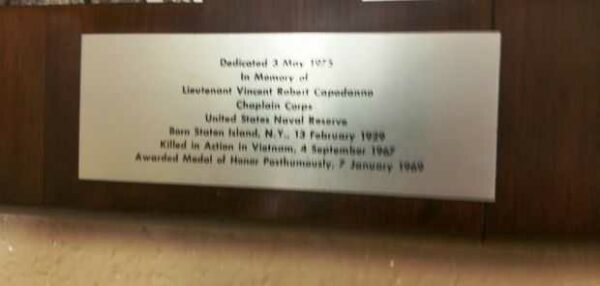 Dedicated 3 May 1975
In Memory of
Lieutenant Vincent Robert Capodanno
Chaplain Corps
United States Naval Reserve
Born Staten Island, N.Y., 13 February 1929
Killed in Action in Vietnam, 4 September 1967
Awarded Medal of Honor Posthumously, 7 January 1969